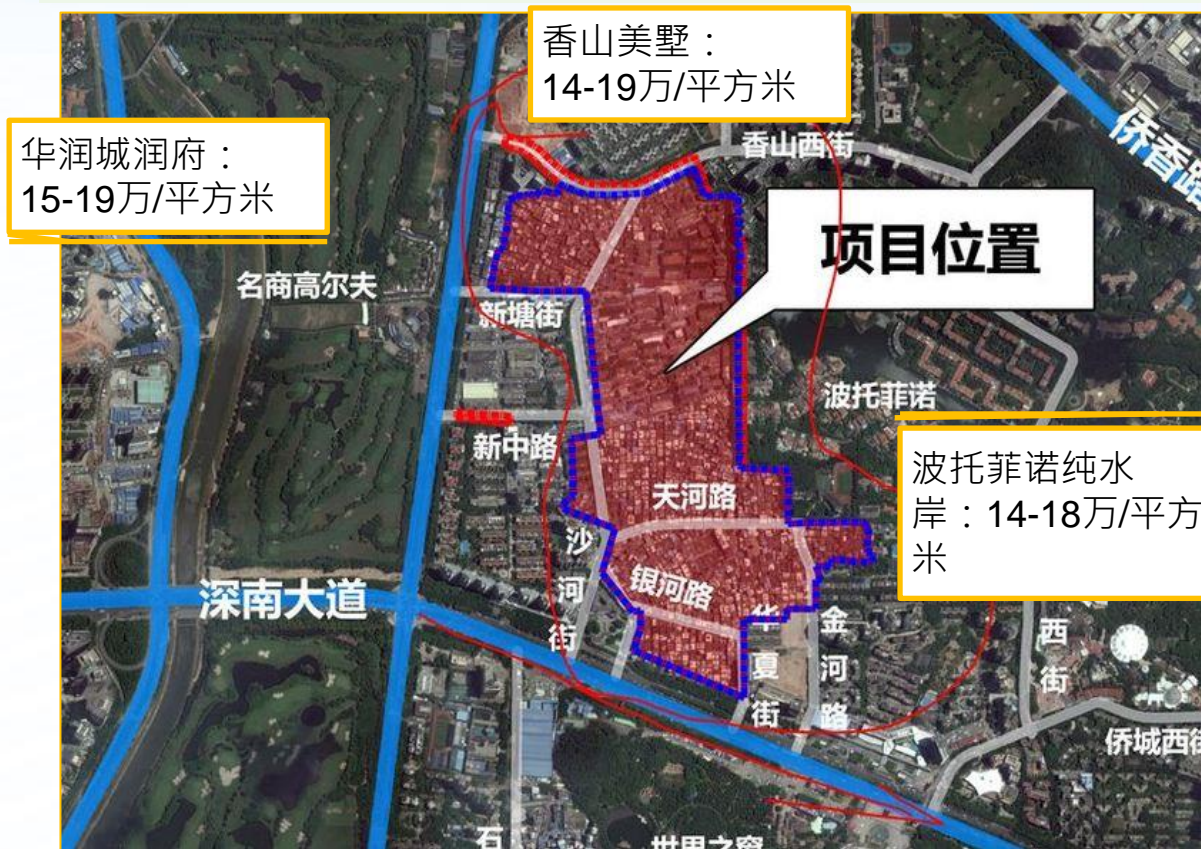 香山美墅：
14-19万/平方米
华润城润府：
15-19万/平方米
香山西街
侨香路
项目位置
名商高尔夫
新塘街
波托菲诺
新中路
波托菲诺纯水
岸：14-18万/平方
米
天河路
沙河街
银河路
深南大道
华夏街
金河路
西街
侨城西街
石
世界之窗